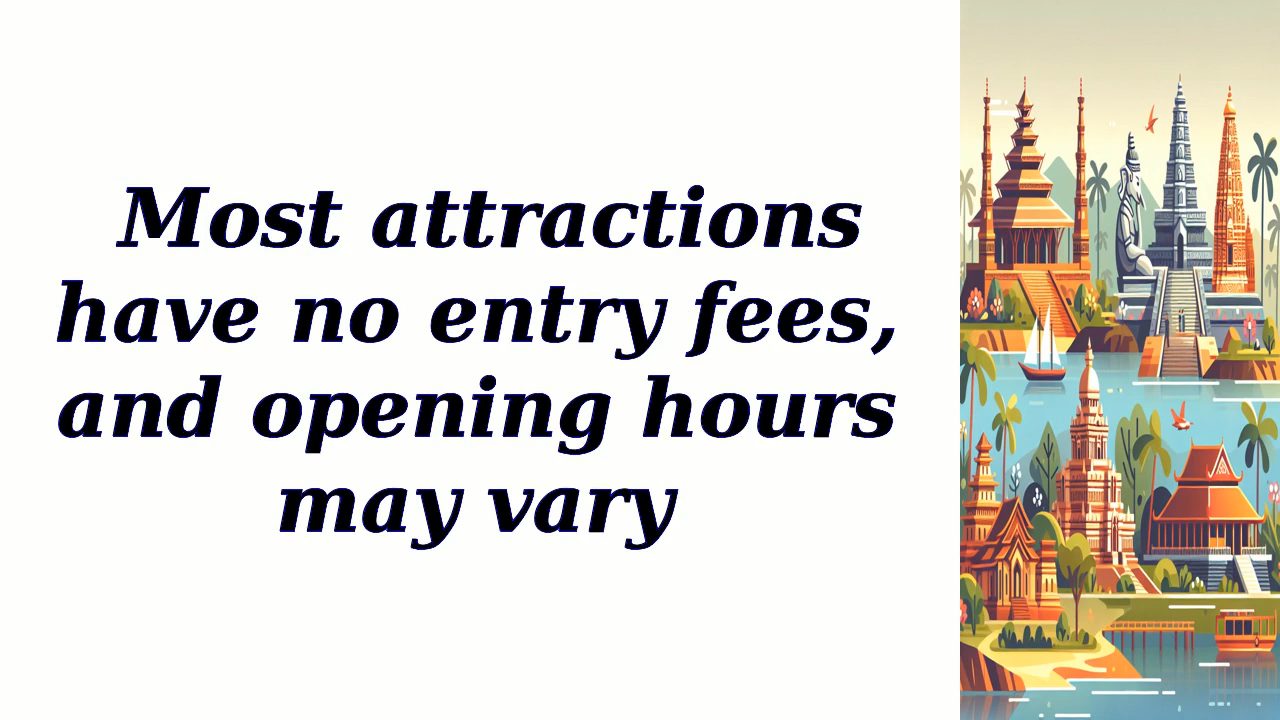 Most attractions
have no entry fees,
and opening hours
may vary